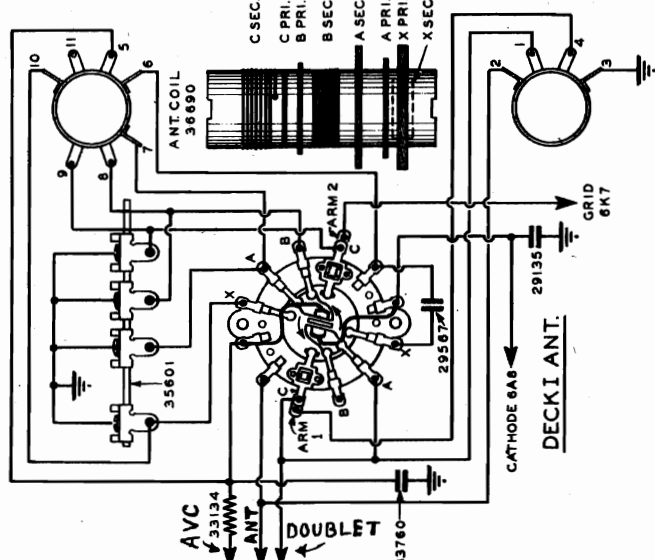 C SEC.
C PRI.
B PRI.
B SEC
A SEC
A PRI.
X PRI
X SEC
ANT. COIL
36690
10
11
5
6
7
9
8
1
4
2
3
35601
A
B
C
ARM 2
X
X
A
B
C
ARM
1
29567
GRID
6K7
29135
CATHODE 6A8
DECK I ANT.
AVC
33134
ANT
DOUBLET
3760